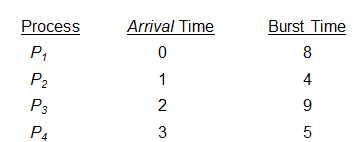 Process Arrival Time Burst Time
P1 0 8
P2 1 4
P3 2 9
P4 3 5